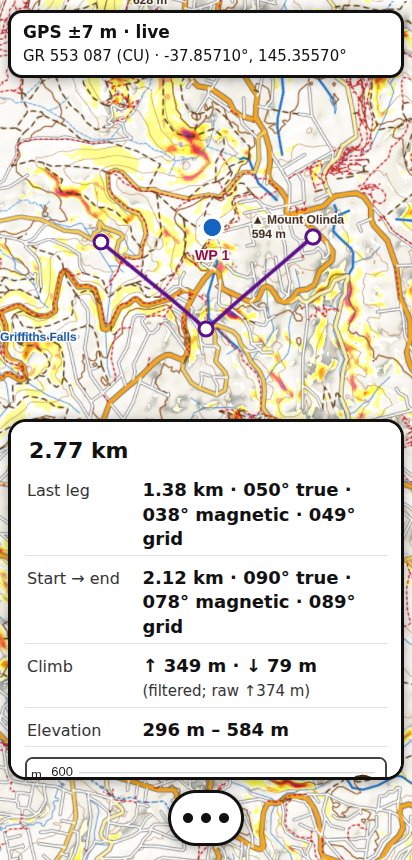 628 m
GPS ±7 m · live
GR 553 087 (CU) · -37.85710°, 145.35570°
▲ Mount Olinda
594 m
WP 1
Griffiths Falls
2.77 km
Last leg
1.38 km · 050° true ·
038° magnetic · 049°
grid
Start → end
2.12 km · 090° true ·
078° magnetic · 089°
grid
Climb
↑ 349 m · ↓ 79 m
(filtered; raw ↑374 m)
Elevation
296 m – 584 m
m 600